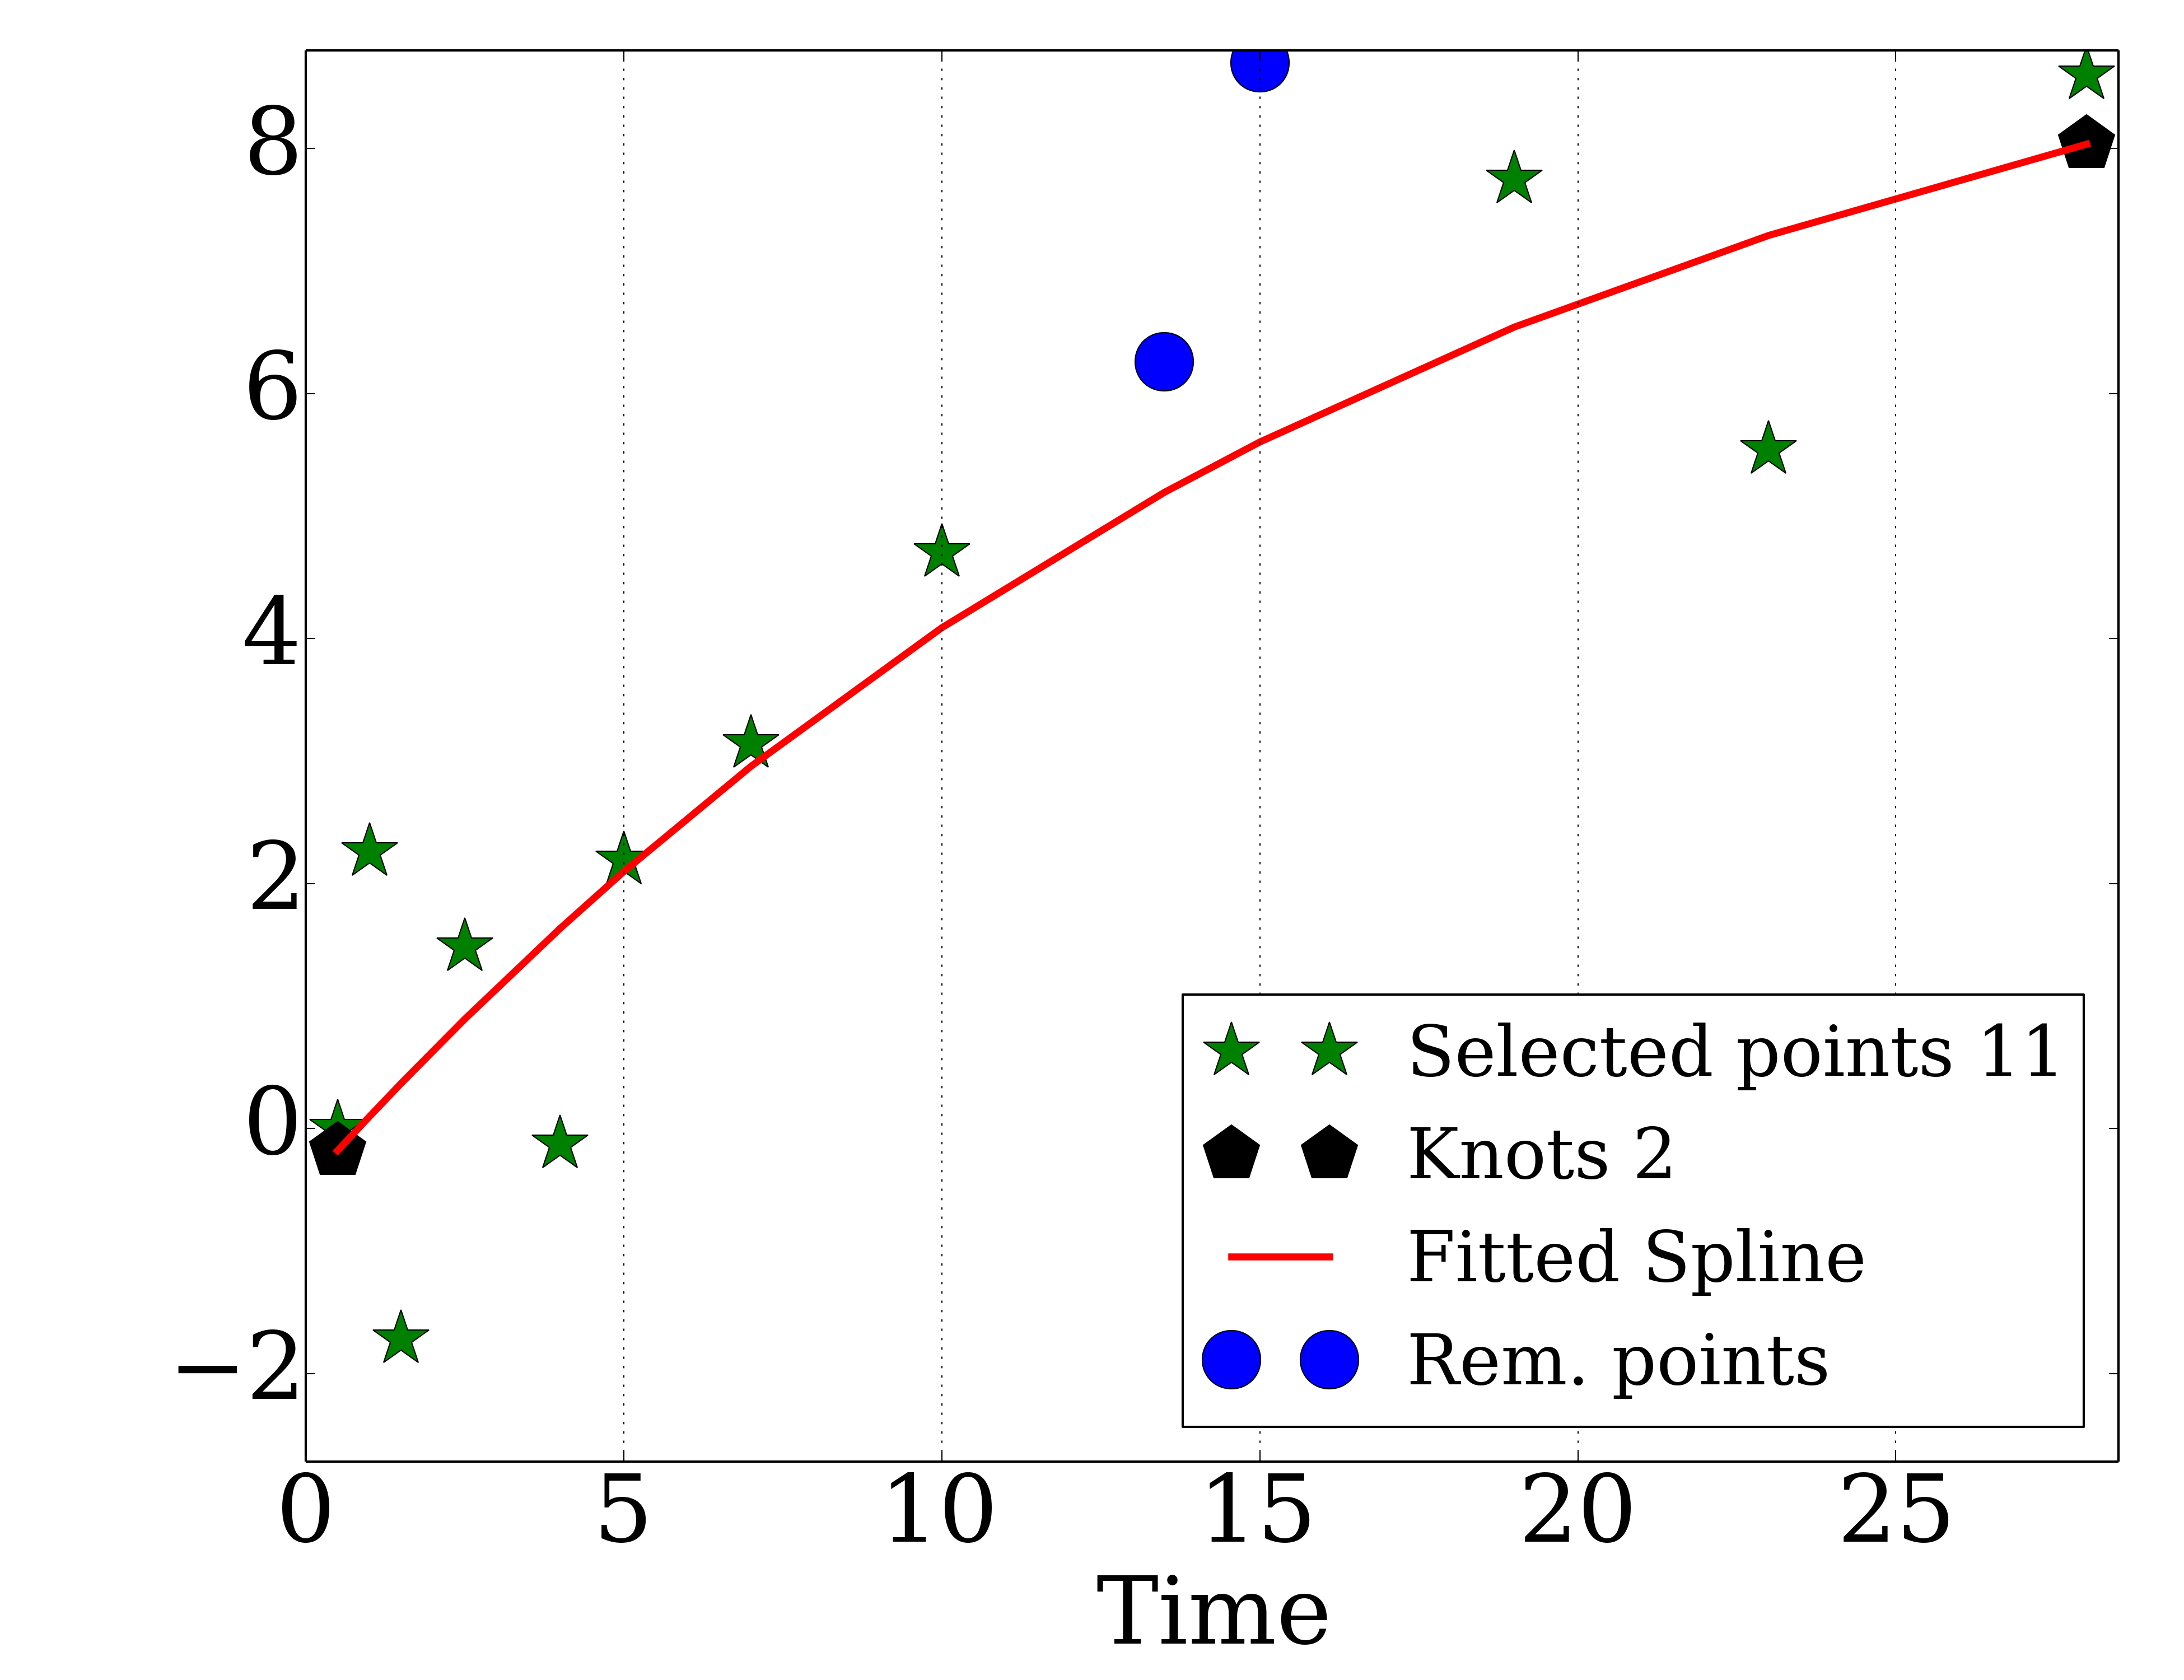 8
6
4
2
0
−2
0 5 10 15 20 25
Time
Selected points 11
Knots 2
Fitted Spline
Rem. points